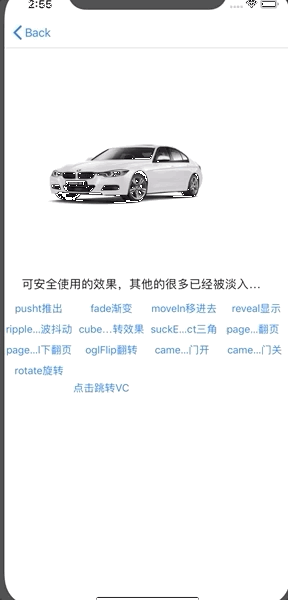 2:55
Back
可安全使用的效果，其他的很多已经被淡入...
pusht推出 fade渐变 moveIn移进去 reveal显示
ripple...波抖动 cube...转效果 suckE...ct三角 page...翻页
page...l下翻页 oglFlip翻转 came...门开 came...门关
rotate旋转
点击跳转VC